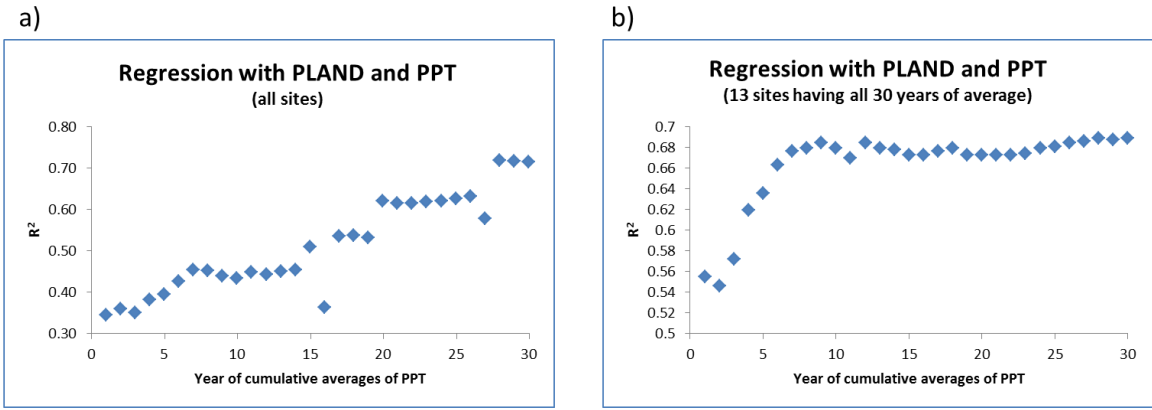 a)
Regression with PLAND and PPT
(all sites)
0.80
0.70
0.60
0.50
0.40
0.30
R²
0 5 10 15 20 25 30
Year of cumulative averages of PPT
b)
Regression with PLAND and PPT
(13 sites having all 30 years of average)
0.7
0.68
0.66
0.64
0.62
0.6
0.58
0.56
0.54
0.52
0.5
R²
0 5 10 15 20 25 30
Year of cumulative averages of PPT